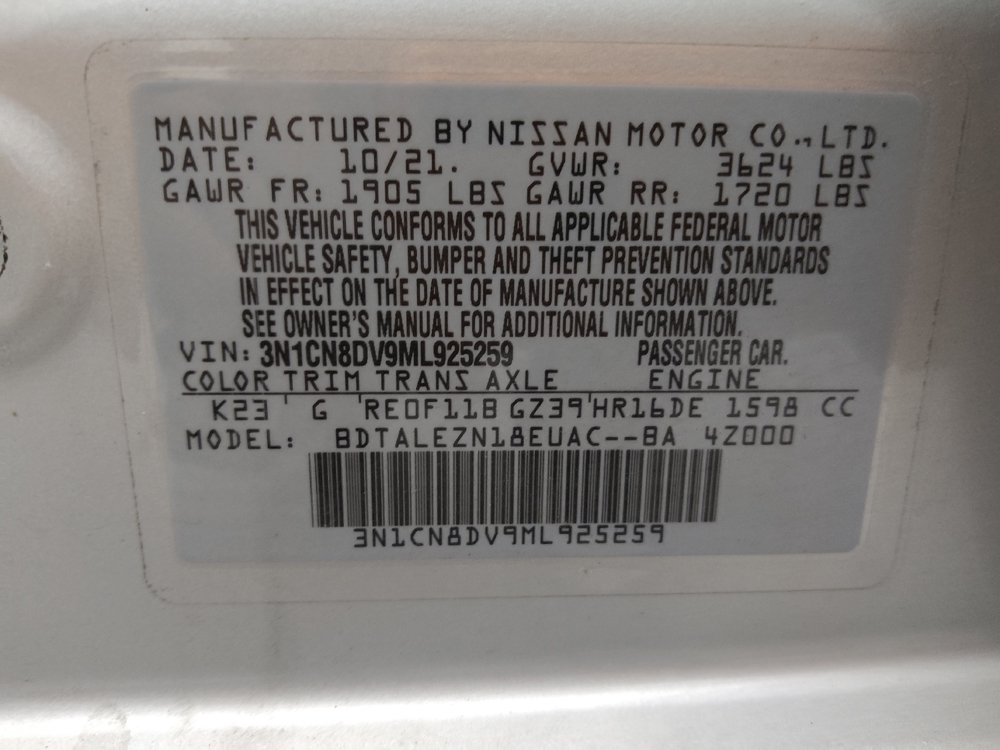 MANUFACTURED BY NISSAN MOTOR CO.,LTD.
DATE: 10/21. GVWR: 3624 LBS
GAWR FR: 1905 LBS GAWR RR: 1720 LBS
THIS VEHICLE CONFORMS TO ALL APPLICABLE FEDERAL MOTOR
VEHICLE SAFETY, BUMPER AND THEFT PREVENTION STANDARDS
IN EFFECT ON THE DATE OF MANUFACTURE SHOWN ABOVE.
SEE OWNER'S MANUAL FOR ADDITIONAL INFORMATION.
VIN: 3N1CN8DV9ML925259 PASSENGER CAR.
COLOR TRIM TRANS AXLE ENGINE
K23 ' G 'RE0F11B GZ39'HR16DE 1598 CC
MODEL: BDTALEZN18EUAC--BA 4Z000
3N1CN8DV9ML925259